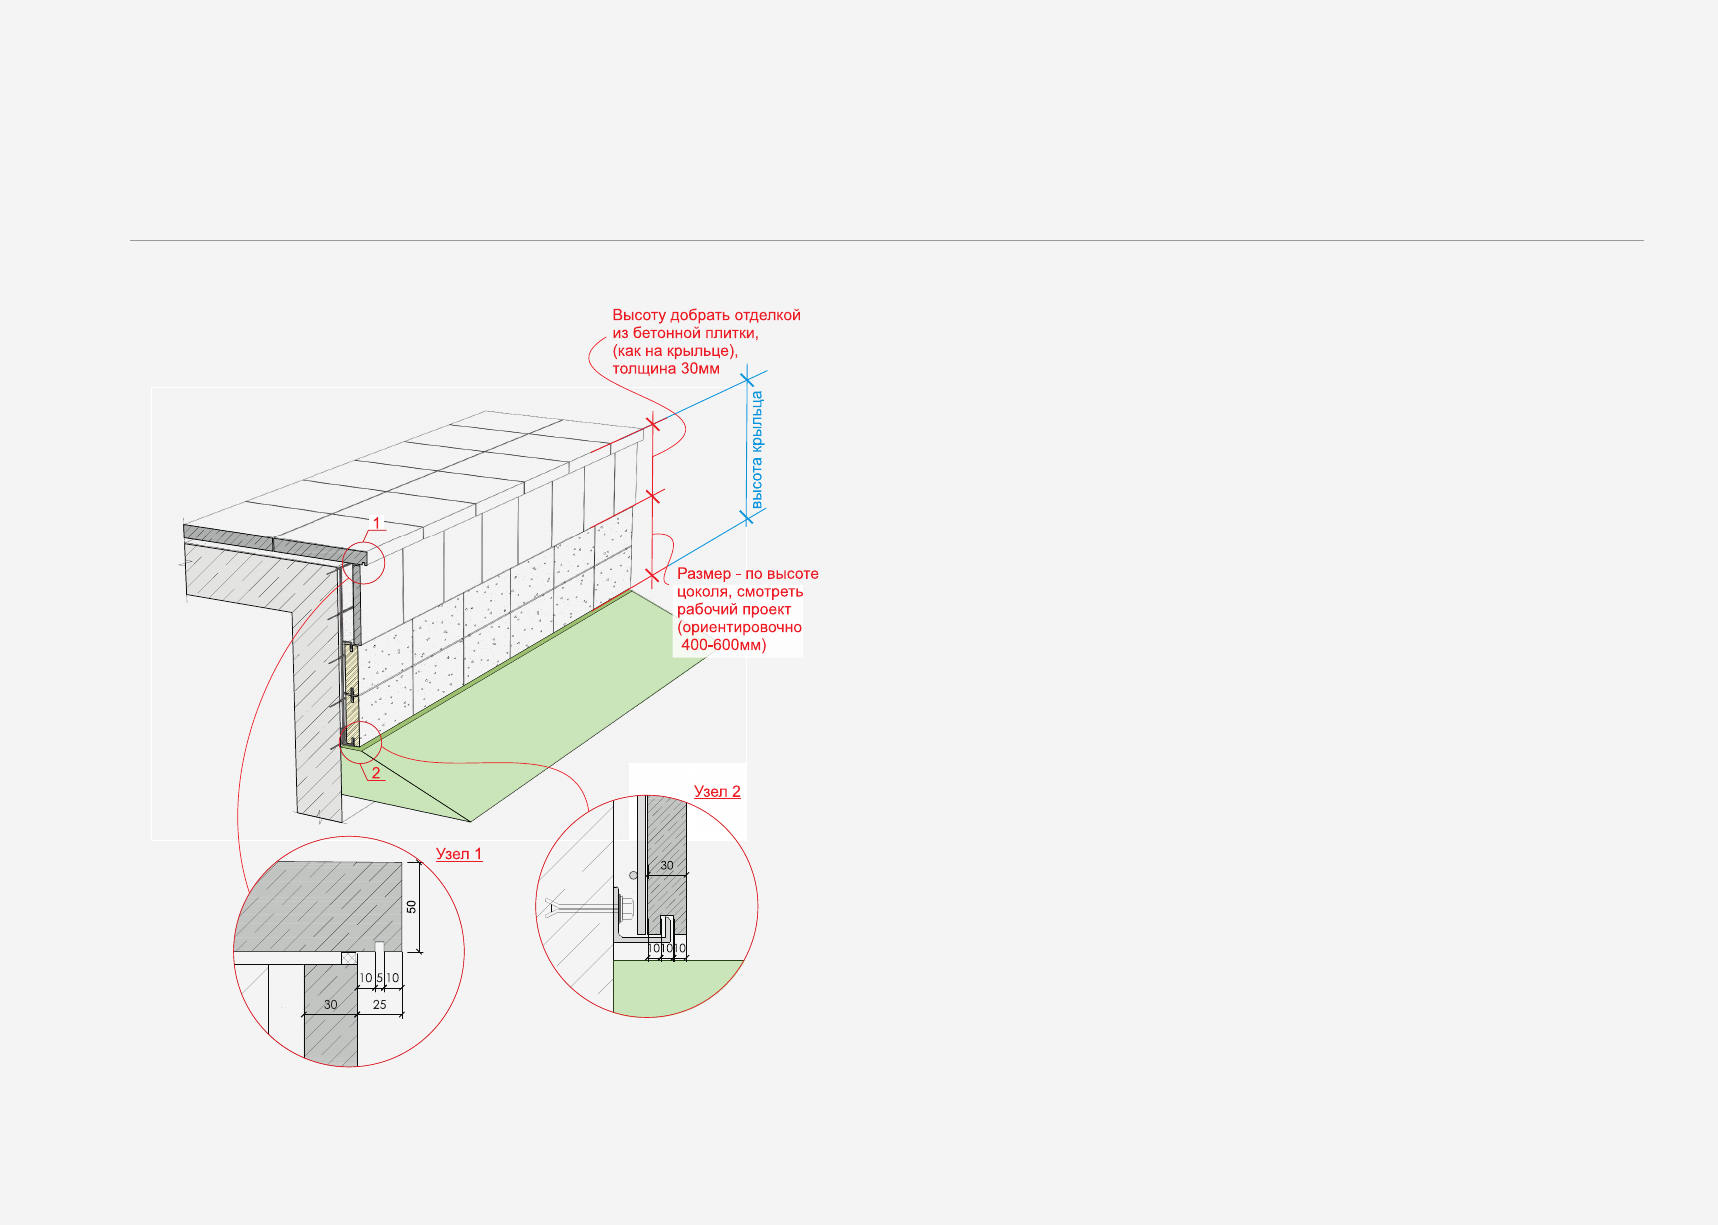 Высоту добрать отделкой
из бетонной плитки,
(как на крыльце),
толщина 30мм
высота крыльца
1
Размер - по высоте
цоколя, смотреть
рабочий проект
(ориентировочно
400-600мм)
2
Узел 2
30
10 10 10
Узел 1
50
10 5 10
30 25